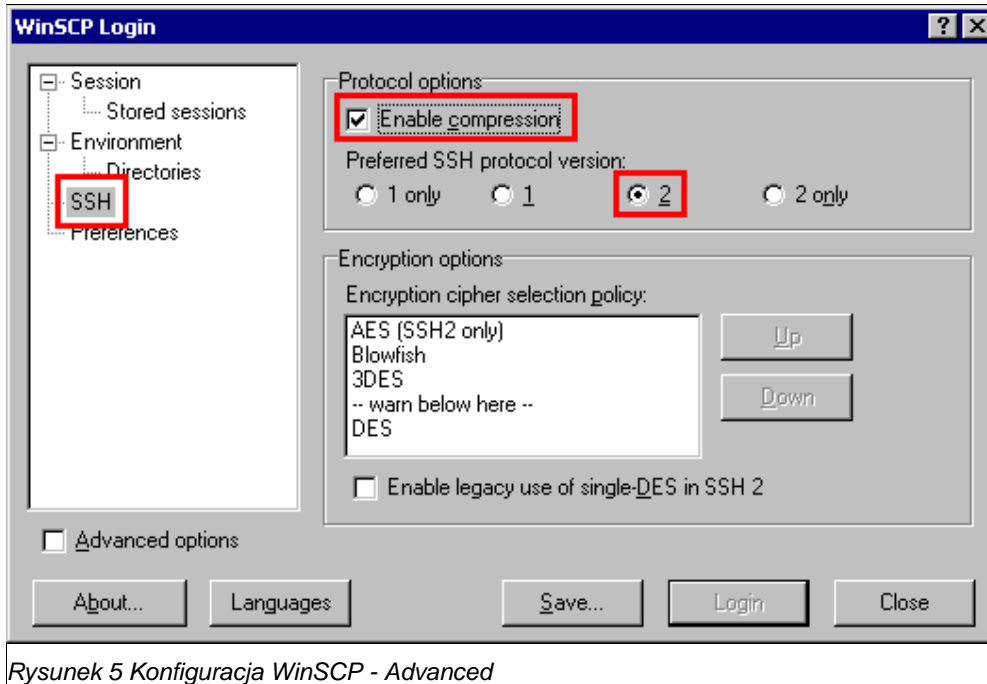 WinSCP Login
Session
Stored sessions
Environment
Directories
SSH
Preferences
Advanced options
Protocol options
Enable compression
Preferred SSH protocol version:
1 only 1 2 2 only
Encryption options
Encryption cipher selection policy:
AES (SSH2 only)
Blowfish
3DES
-- warn below here --
DES
Up
Down
Enable legacy use of single-DES in SSH 2
About... Languages Save... Login Close
Rysunek 5 Konfiguracja WinSCP - Advanced